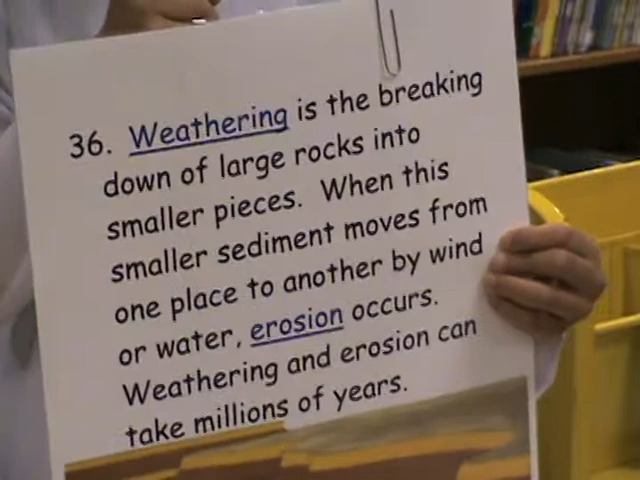 36. Weathering is the breaking
down of large rocks into
smaller pieces. When this
smaller sediment moves from
one place to another by wind
or water, erosion occurs.
Weathering and erosion can
take millions of years.